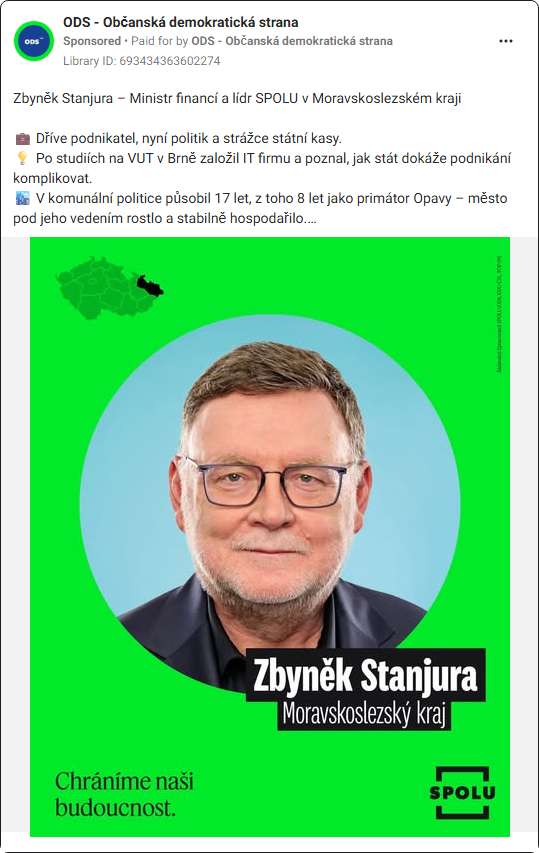 ODS - Občanská demokratická strana
Sponsored • Paid for by ODS - Občanská demokratická strana
Library ID: 693434363602274
Zbyněk Stanjura – Ministr financí a lídr SPOLU v Moravskoslezském kraji
💼 Dříve podnikatel, nyní politik a strážce státní kasy.
💡 Po studiích na VUT v Brně založil IT firmu a poznal, jak stát dokáže podnikání
komplikovat.
🏙️ V komunální politice působil 17 let, z toho 8 let jako primátor Opavy – město
pod jeho vedením rostlo a stabilně hospodařilo.…
ODS
Zbyněk Stanjura
Moravskoslezský kraj
Chráníme naši
budoucnost.
SPOLU